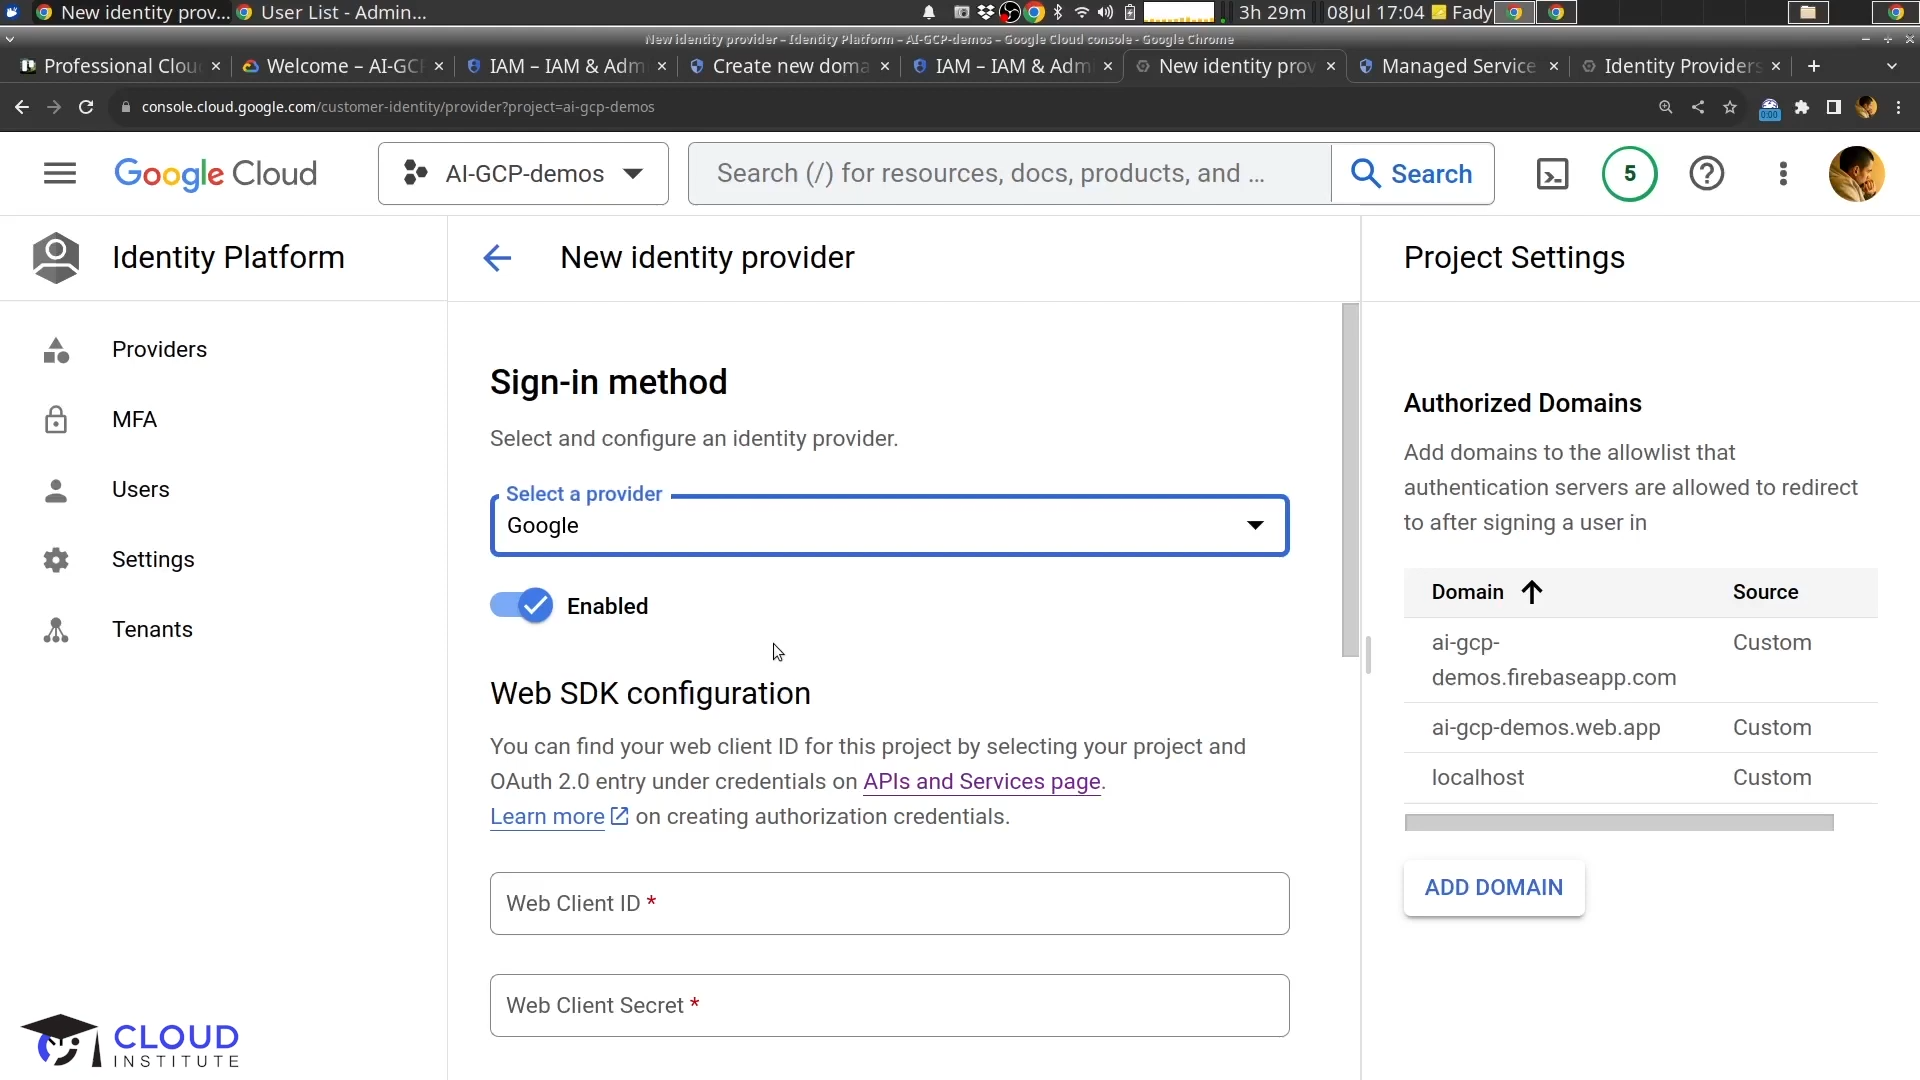 New identity prov...
User List - Admin...
3h 29m
08Jul 17:04
Fady
New identity provider – Identity Platform – AI-GCP-demos – Google Cloud console - Google Chrome
Professional Clou
Welcome – AI-GC
IAM – IAM & Adm
Create new doma
IAM – IAM & Adm
New identity prov
Managed Service
Identity Providers
console.cloud.google.com/customer-identity/provider?project=ai-gcp-demos
0:00
Google Cloud
AI-GCP-demos
Search (/) for resources, docs, products, and ...
Search
5
Identity Platform
New identity provider
Project Settings
Providers
MFA
Users
Settings
Tenants
Sign-in method
Select and configure an identity provider.
Select a provider
Google
Enabled
Web SDK configuration
You can find your web client ID for this project by selecting your project and
OAuth 2.0 entry under credentials on APIs and Services page.
Learn more on creating authorization credentials.
Web Client ID *
Web Client Secret *
Authorized Domains
Add domains to the allowlist that
authentication servers are allowed to redirect
to after signing a user in
Domain Source
ai-gcp- Custom
demos.firebaseapp.com
ai-gcp-demos.web.app Custom
localhost Custom
ADD DOMAIN
CLOUD
INSTITUTE